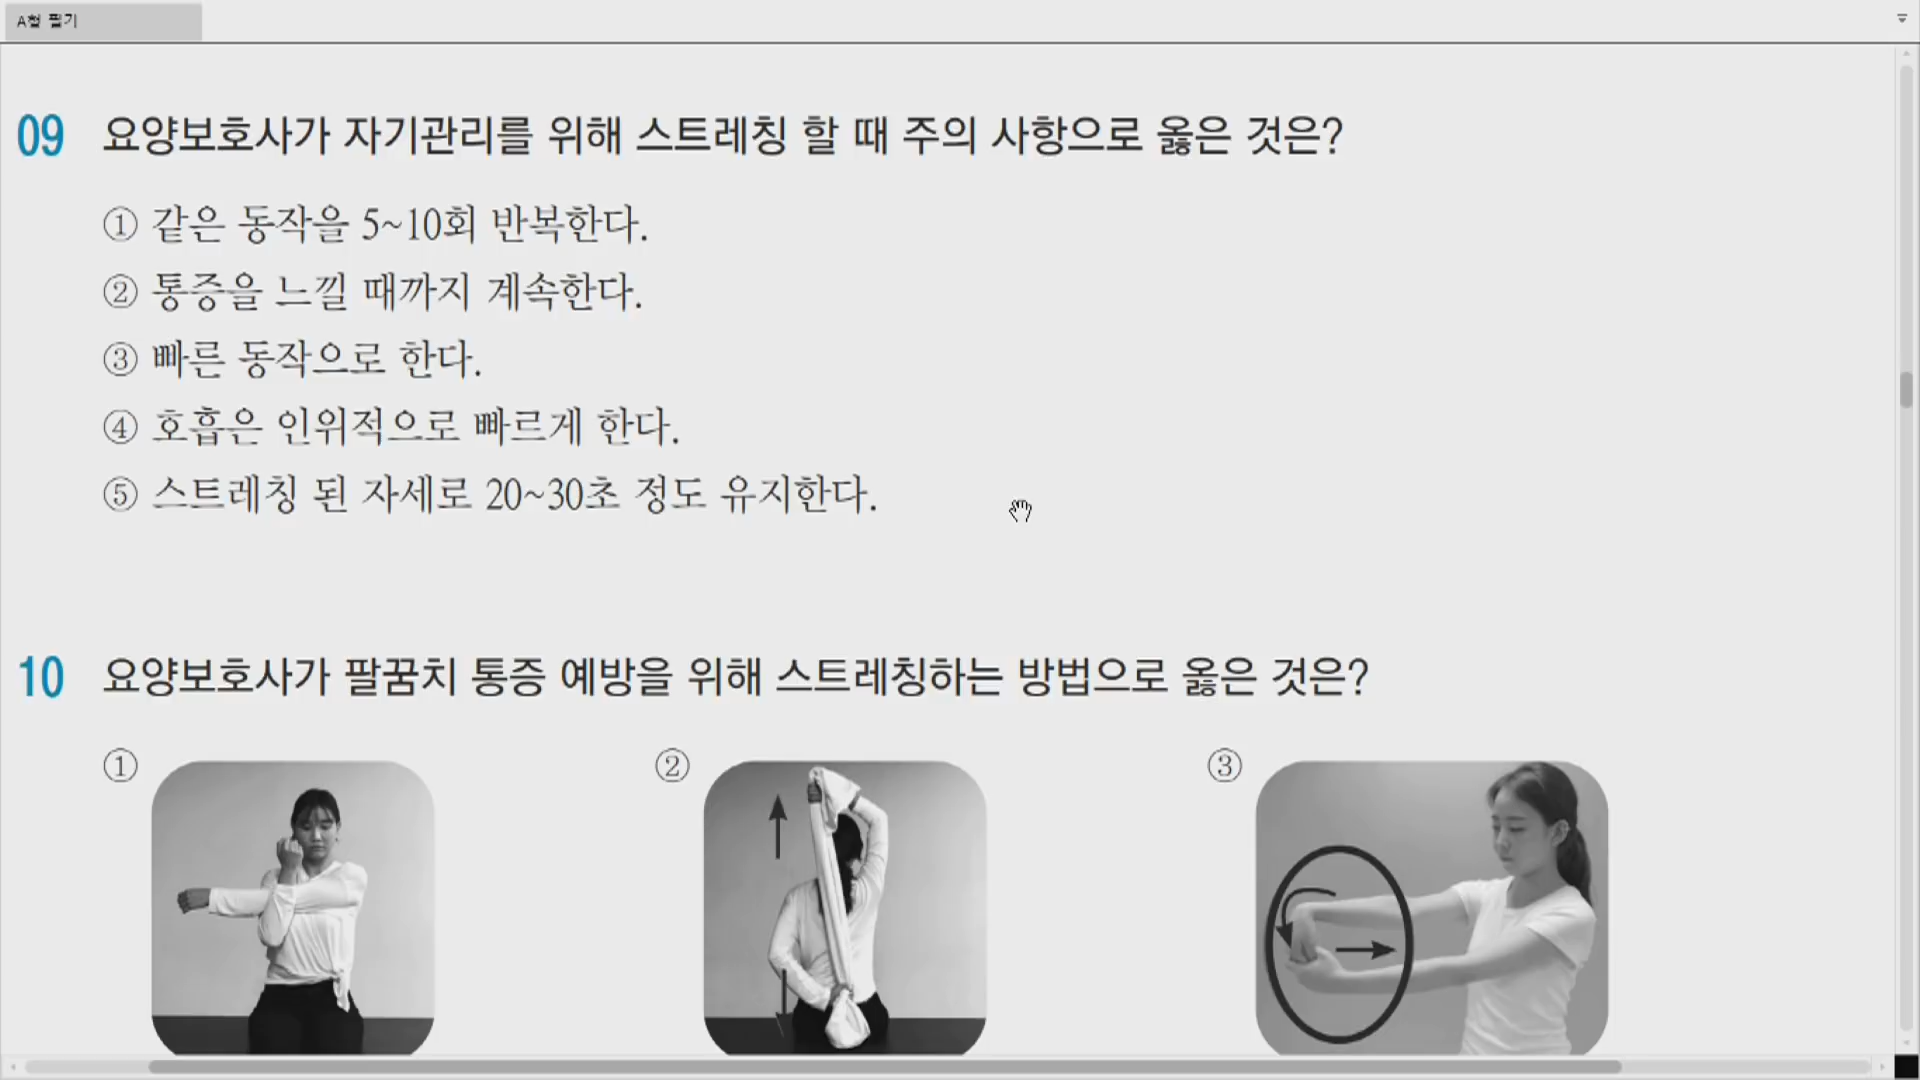 A형 필기
09 요양보호사가 자기관리를 위해 스트레칭 할 때 주의 사항으로 옳은 것은?
① 같은 동작을 5~10회 반복한다.
② 통증을 느낄 때까지 계속한다.
③ 빠른 동작으로 한다.
④ 호흡은 인위적으로 빠르게 한다.
⑤ 스트레칭 된 자세로 20~30초 정도 유지한다.
10 요양보호사가 팔꿈치 통증 예방을 위해 스트레칭하는 방법으로 옳은 것은?
① ② ③